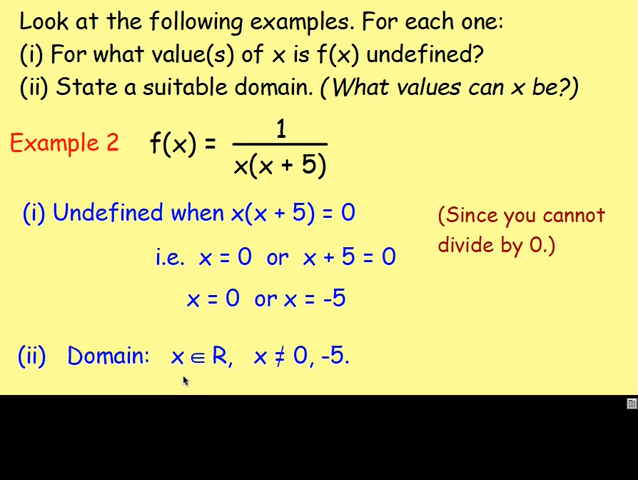 Look at the following examples. For each one:
(i) For what value(s) of x is f(x) undefined?
(ii) State a suitable domain. (What values can x be?)
Example 2 f(x) = 1 / x(x + 5)
(i) Undefined when x(x + 5) = 0 (Since you cannot
divide by 0.)
i.e. x = 0 or x + 5 = 0
x = 0 or x = -5
(ii) Domain: x ∈ R, x ≠ 0, -5.